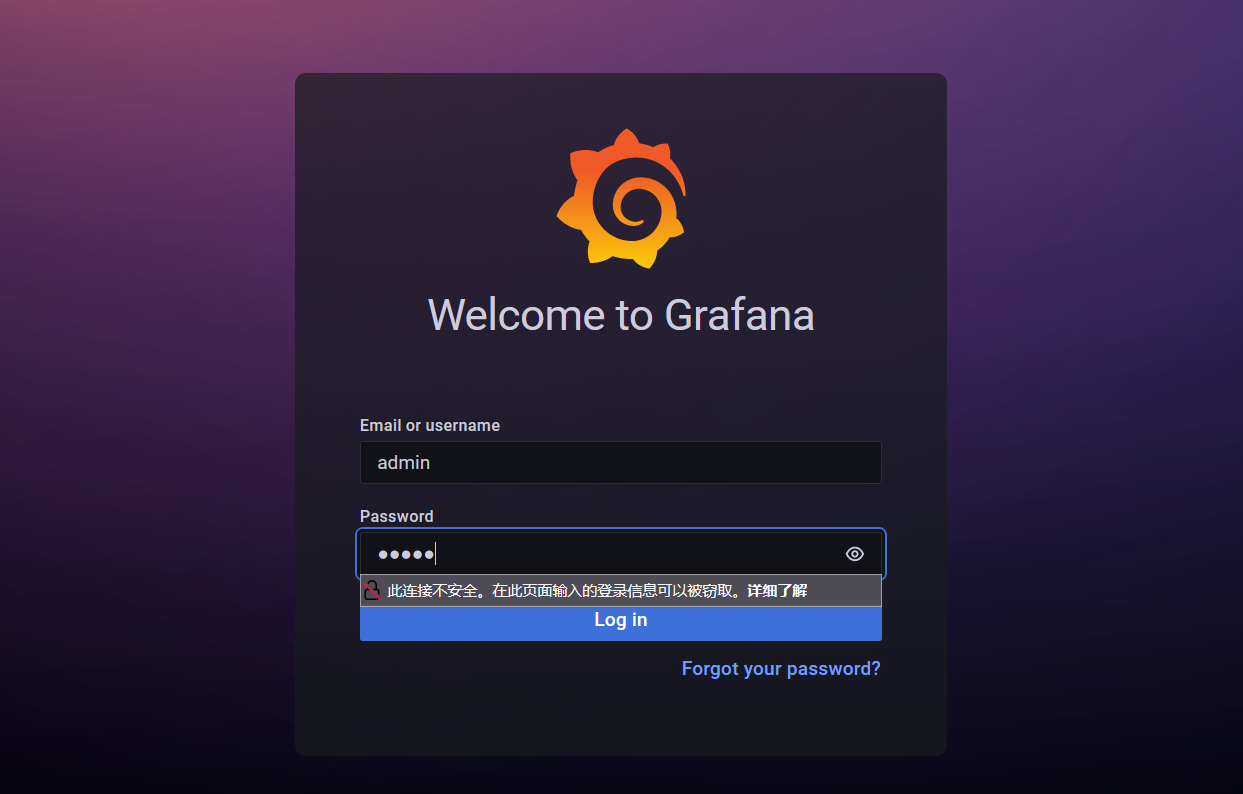 Welcome to Grafana
Email or username
admin
Password
●●●●●
此连接不安全。在此页面输入的登录信息可以被窃取。详细了解
Log in
Forgot your password?